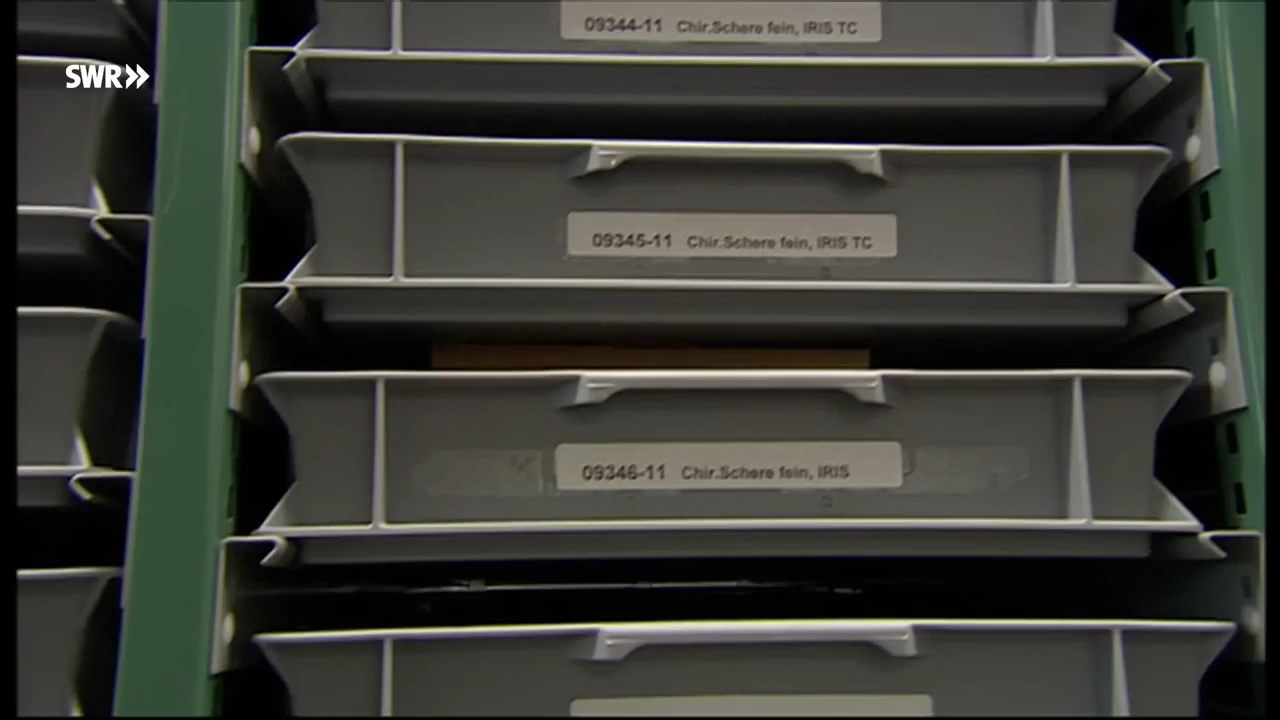 SWR»
09344-11 Chir.Schere fein, IRIS TC
09345-11 Chir.Schere fein, IRIS TC
09346-11 Chir.Schere fein, IRIS